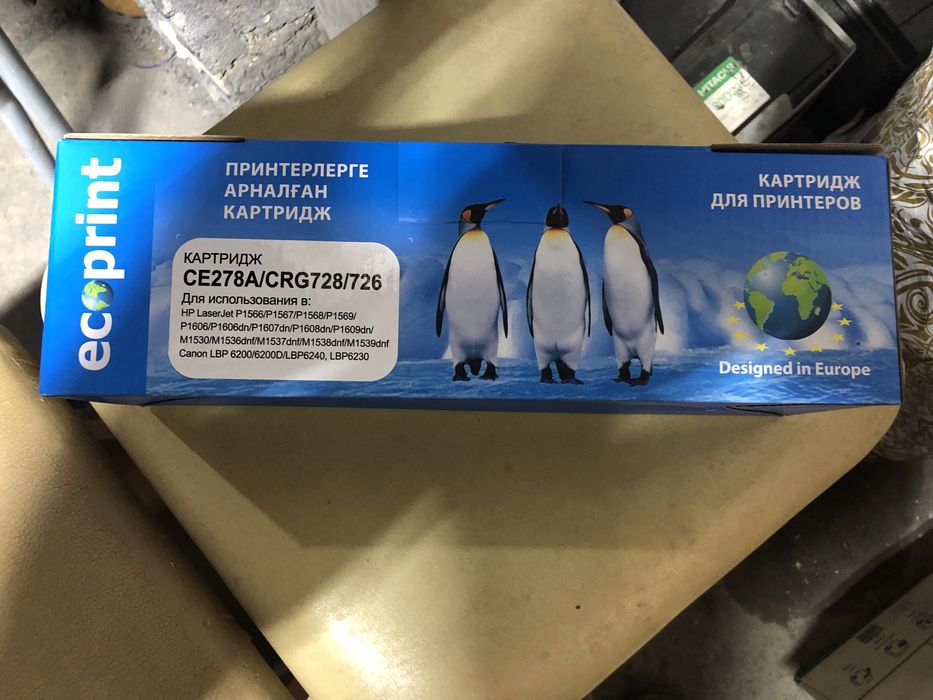 ecoprint
ПРИНТЕРЛЕРГЕ
АРНАЛҒАН
КАРТРИДЖ
КАРТРИДЖ
CE278A/CRG728/726
Для использования в:
HP LaserJet P1566/P1567/P1568/P1569/
P1606/P1606dn/P1607dn/P1608dn/P1609dn/
M1530/M1536dnf/M1537dnf/M1538dnf/M1539dnf
Canon LBP 6200/6200D/LBP6240, LBP6230
КАРТРИДЖ
ДЛЯ ПРИНТЕРОВ
Designed in Europe
HITACHI